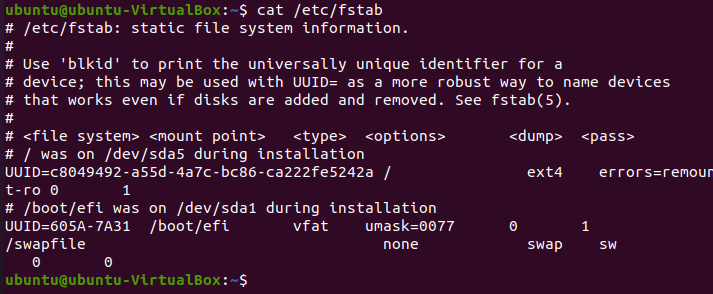 ubuntu@ubuntu-VirtualBox:~$ cat /etc/fstab
# /etc/fstab: static file system information.
#
# Use 'blkid' to print the universally unique identifier for a
# device; this may be used with UUID= as a more robust way to name devices
# that works even if disks are added and removed. See fstab(5).
#
# <file system> <mount point>   <type>  <options>       <dump>  <pass>
# / was on /dev/sda5 during installation
UUID=c8049492-a55d-4a7c-bc86-ca222fe5242a /               ext4    errors=remoun
t-ro 0       1
# /boot/efi was on /dev/sda1 during installation
UUID=605A-7A31  /boot/efi       vfat    umask=0077      0       1
/swapfile                                 none            swap    sw
   0       0
ubuntu@ubuntu-VirtualBox:~$